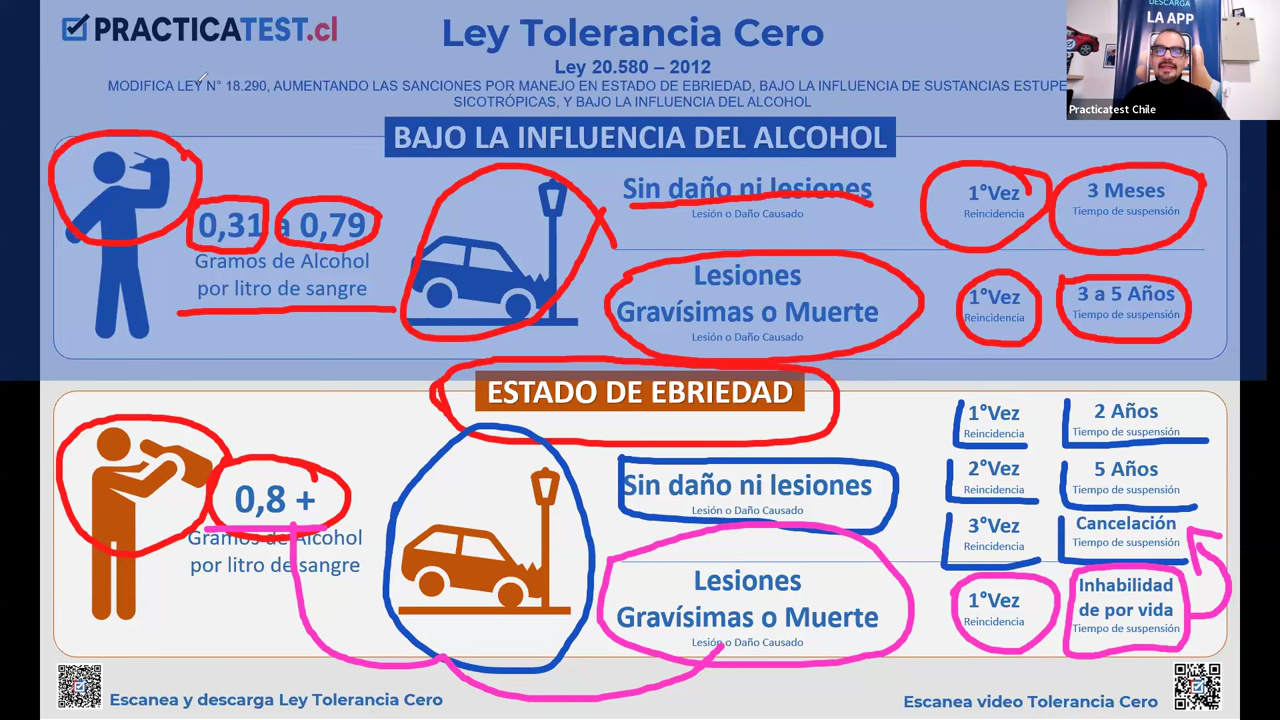 PRACTICATEST.cl
Ley Tolerancia Cero
Ley 20.580 – 2012
MODIFICA LEY N° 18.290, AUMENTANDO LAS SANCIONES POR MANEJO EN ESTADO DE EBRIEDAD, BAJO LA INFLUENCIA DE SUSTANCIAS ESTUPE
SICOTRÓPICAS, Y BAJO LA INFLUENCIA DEL ALCOHOL
DESCARGA
LA APP
Practicatest Chile
BAJO LA INFLUENCIA DEL ALCOHOL
0,31 a 0,79
Gramos de Alcohol
por litro de sangre
Sin daño ni lesiones
Lesión o Daño Causado
1°Vez
Reincidencia
3 Meses
Tiempo de suspensión
Lesiones
Gravísimas o Muerte
Lesión o Daño Causado
1°Vez
Reincidencia
3 a 5 Años
Tiempo de suspensión
ESTADO DE EBRIEDAD
0,8 +
Gramos de Alcohol
por litro de sangre
Sin daño ni lesiones
Lesión o Daño Causado
1°Vez
Reincidencia
2 Años
Tiempo de suspensión
2°Vez
Reincidencia
5 Años
Tiempo de suspensión
3°Vez
Reincidencia
Cancelación
Tiempo de suspensión
Lesiones
Gravísimas o Muerte
Lesión o Daño Causado
1°Vez
Reincidencia
Inhabilidad
de por vida
Tiempo de suspensión
Escanea y descarga Ley Tolerancia Cero
Escanea video Tolerancia Cero